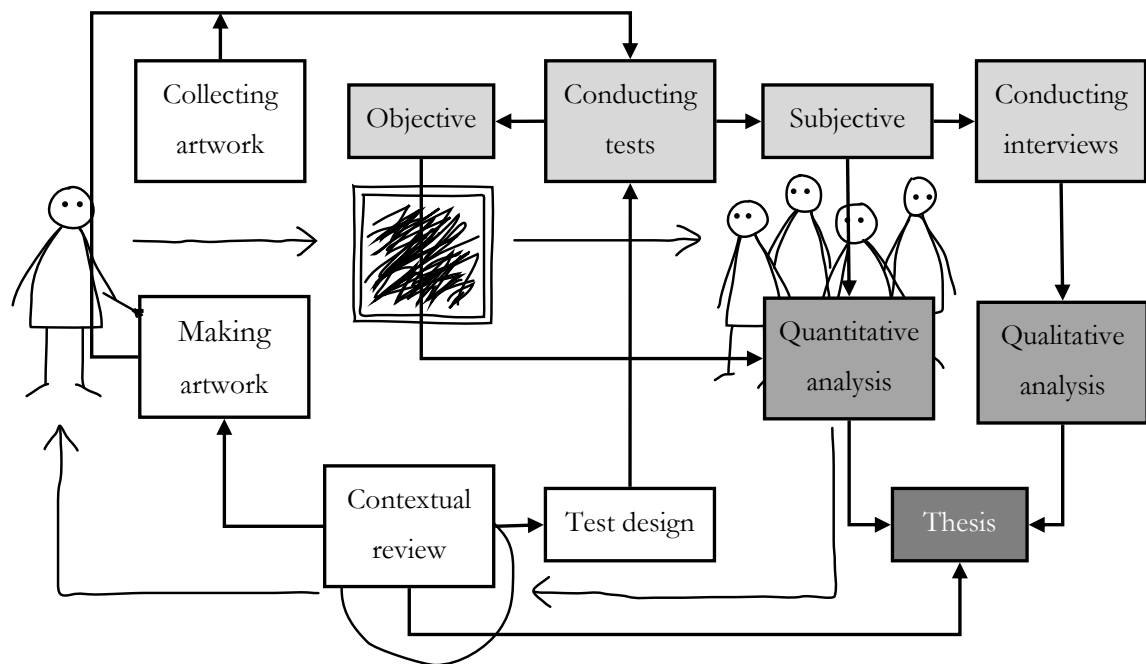 Collecting
artwork
Objective
Conducting
tests
Subjective
Conducting
interviews
Making
artwork
Quantitative
analysis
Qualitative
analysis
Contextual
review
Test design
Thesis